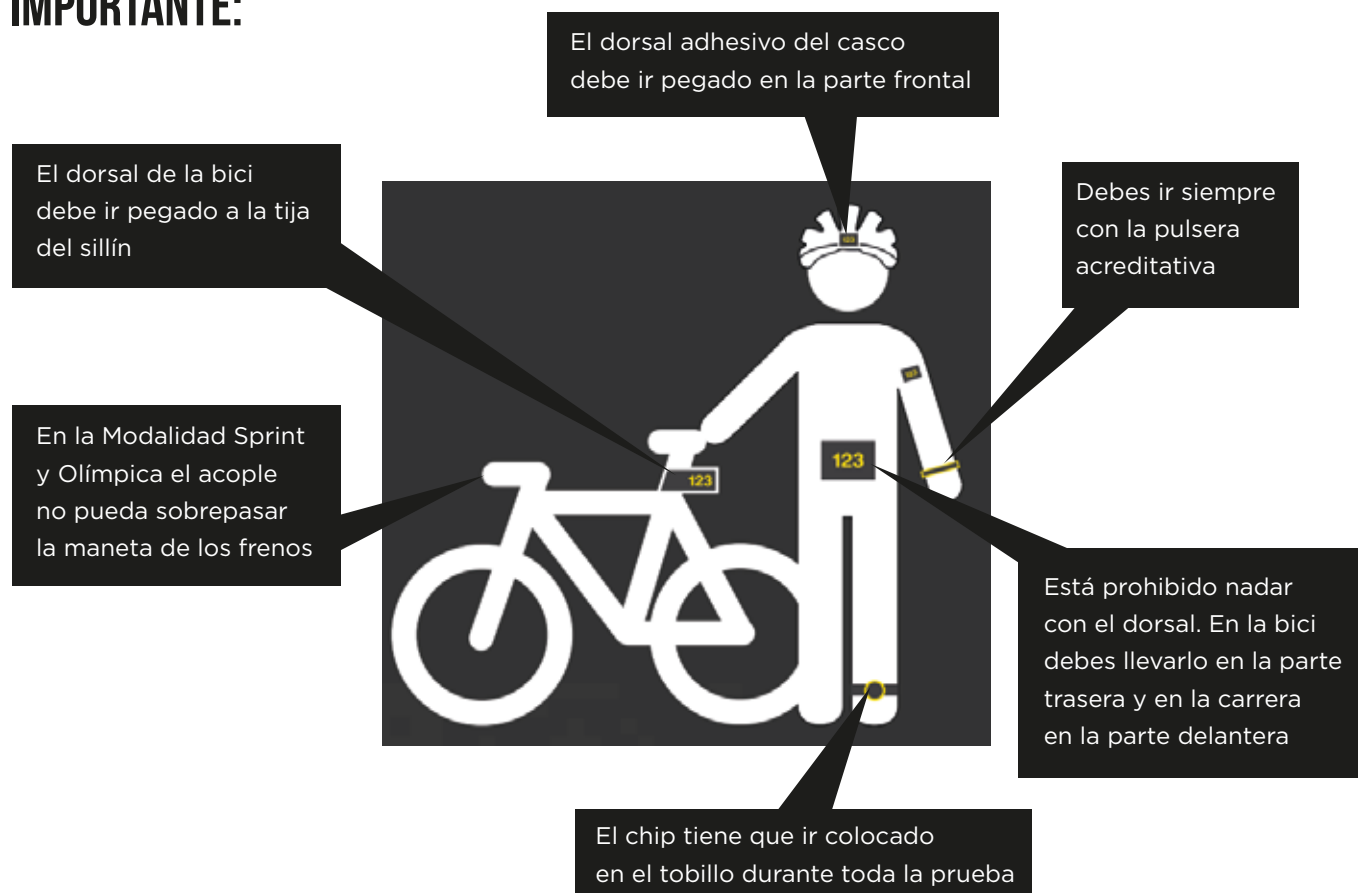 IMPORTANTE:
El dorsal adhesivo del casco
debe ir pegado en la parte frontal
El dorsal de la bici
debe ir pegado a la tija
del sillín
Debes ir siempre
con la pulsera
acreditativa
123
123
123
123
En la Modalidad Sprint
y Olímpica el acople
no pueda sobrepasar
la maneta de los frenos
Está prohibido nadar
con el dorsal. En la bici
debes llevarlo en la parte
trasera y en la carrera
en la parte delantera
El chip tiene que ir colocado
en el tobillo durante toda la prueba